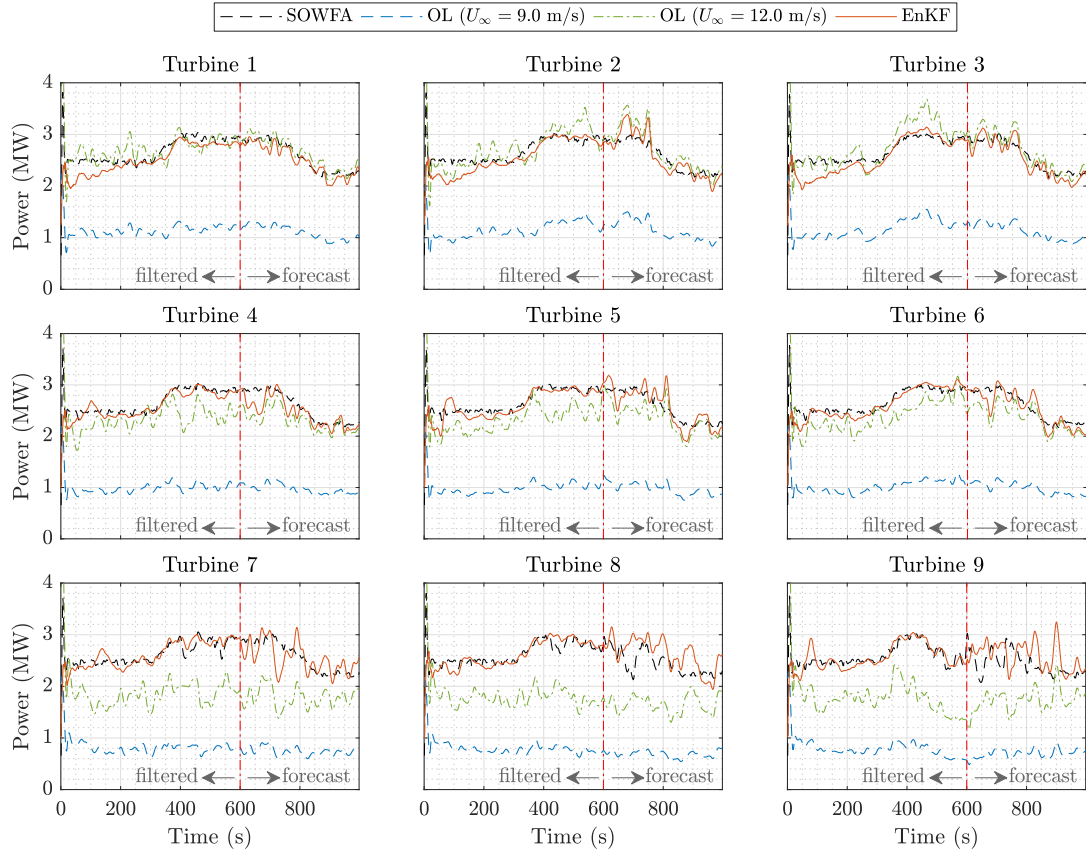 SOWFA OL (U∞ = 9.0 m/s) OL (U∞ = 12.0 m/s) EnKF
Turbine 1 Turbine 2 Turbine 3
Power (MW)
4
3
2
1
0
filtered forecast filtered forecast filtered forecast
Turbine 4 Turbine 5 Turbine 6
Power (MW)
4
3
2
1
0
filtered forecast filtered forecast filtered forecast
Turbine 7 Turbine 8 Turbine 9
Power (MW)
4
3
2
1
0
filtered forecast filtered forecast filtered forecast
0 200 400 600 800 0 200 400 600 800 0 200 400 600 800
Time (s) Time (s) Time (s)